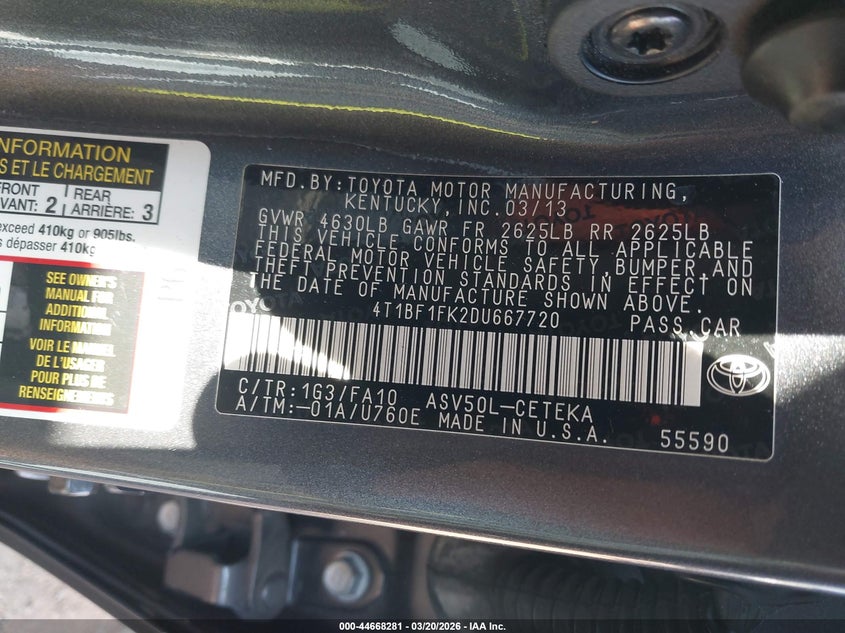 INFORMATION
S ET LE CHARGEMENT
FRONT
VANT: 2
REAR
ARRIÈRE: 3
exceed 410kg or 905lbs.
s dépasser 410kg
SEE OWNER'S
MANUAL FOR
ADDITIONAL
INFORMATION
VOIR LE MANUEL
DE L'USAGER
POUR PLUS DE
RENSEIGNEMENTS
MFD.BY:TOYOTA MOTOR MANUFACTURING,
KENTUCKY,INC.03/13
GVWR 4630LB GAWR FR 2625LB RR 2625LB
THIS VEHICLE CONFORMS TO ALL APPLICABLE
FEDERAL MOTOR VEHICLE SAFETY,BUMPER,AND
THEFT PREVENTION STANDARDS IN EFFECT ON
THE DATE OF MANUFACTURE SHOWN ABOVE.
4T1BF1FK2DU667720 PASS.CAR
C/TR:1G3/FA10 ASV50L-CETEKA
A/TM:-01A/U760E MADE IN U.S.A. 55590
000-44668281 | 03/20/2026 | IAA Inc.